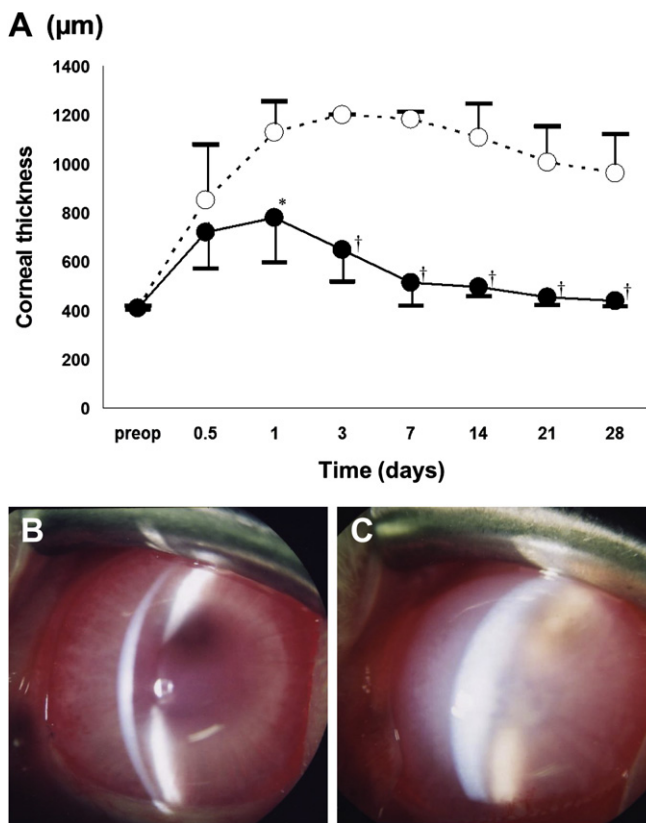 A (µm)
1400
1200
1000
800
600
400
200
0
Corneal thickness
*
†
†
†
†
†
preop 0.5 1 3 7 14 21 28
Time (days)
B
C